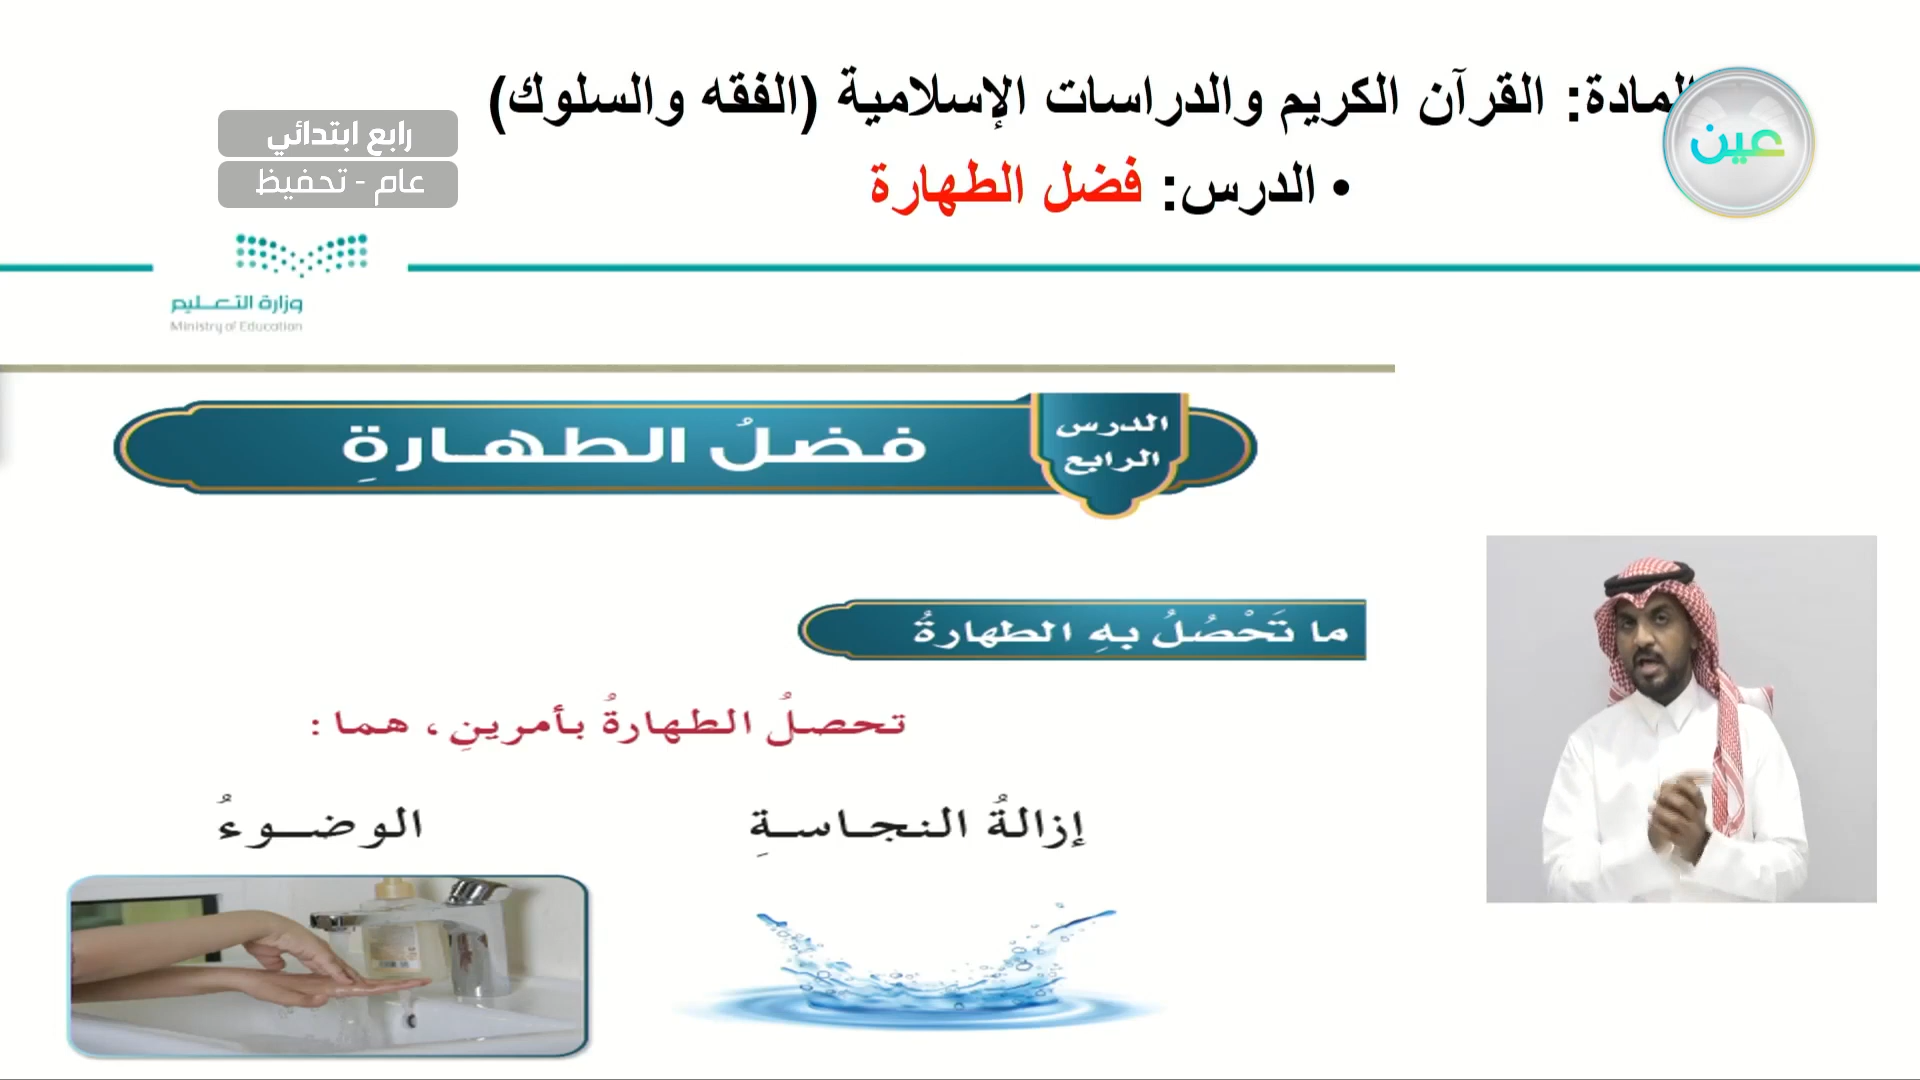 المادة: القرآن الكريم والدراسات الإسلامية (الفقه والسلوك)
عين
رابع ابتدائي
عام - تحفيظ
• الدرس: فضل الطهارة
وزارة التعليم
Ministry of Education
الدرس الرابع
فضلُ الطهارةِ
ما تَحْصُلُ بهِ الطهارةُ
تحصلُ الطهارةُ بأمرينِ، هما:
إزالةُ النجاسةِ
الوضوءُ